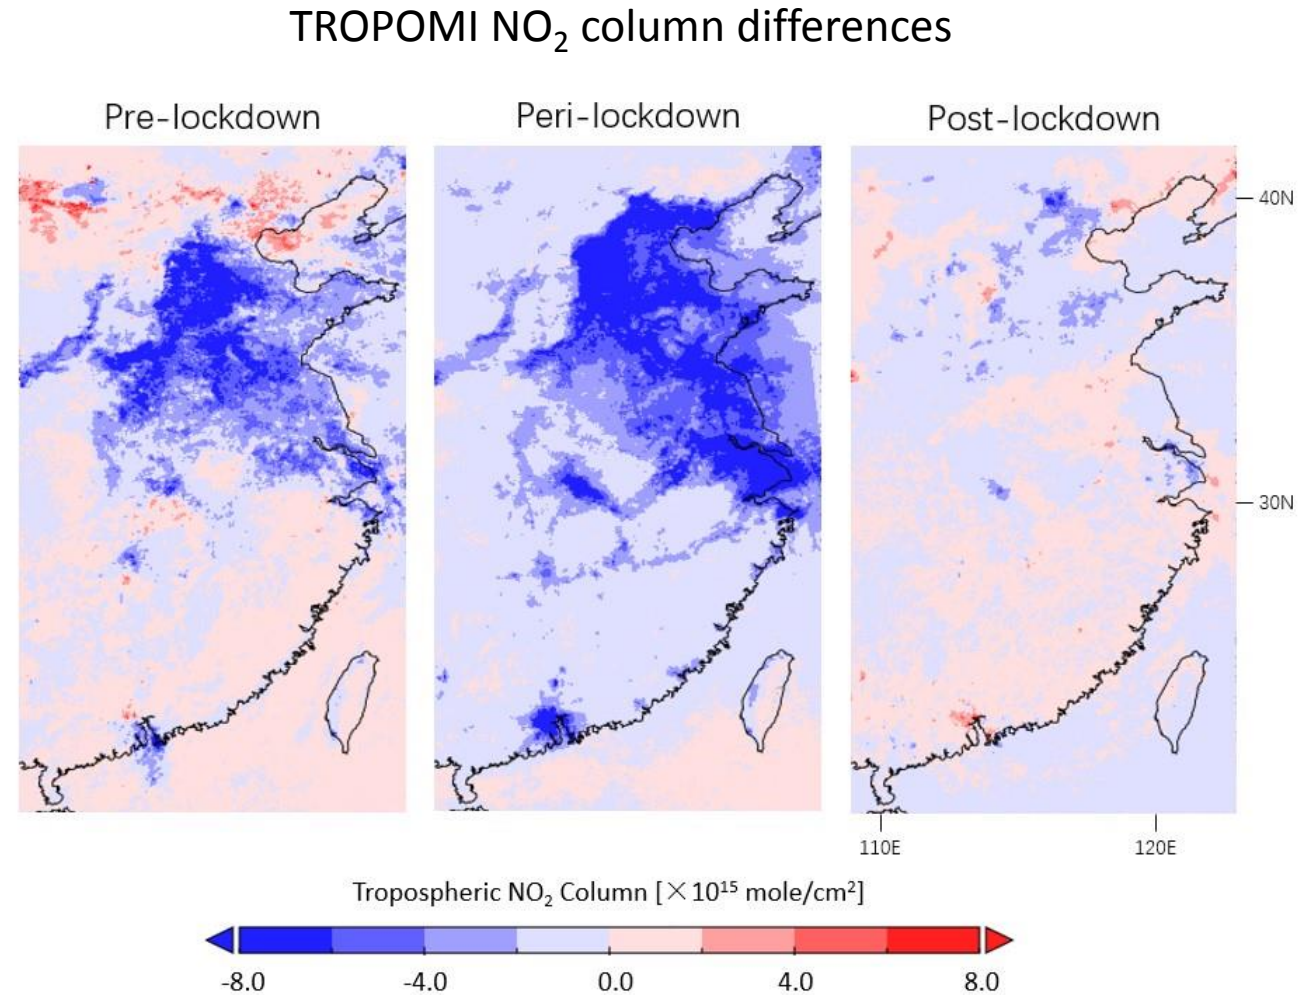 TROPOMI NO₂ column differences
Pre-lockdown
Peri-lockdown
Post-lockdown
40N
30N
110E
120E
Tropospheric NO₂ Column [×10¹⁵ mole/cm²]
-8.0
-4.0
0.0
4.0
8.0